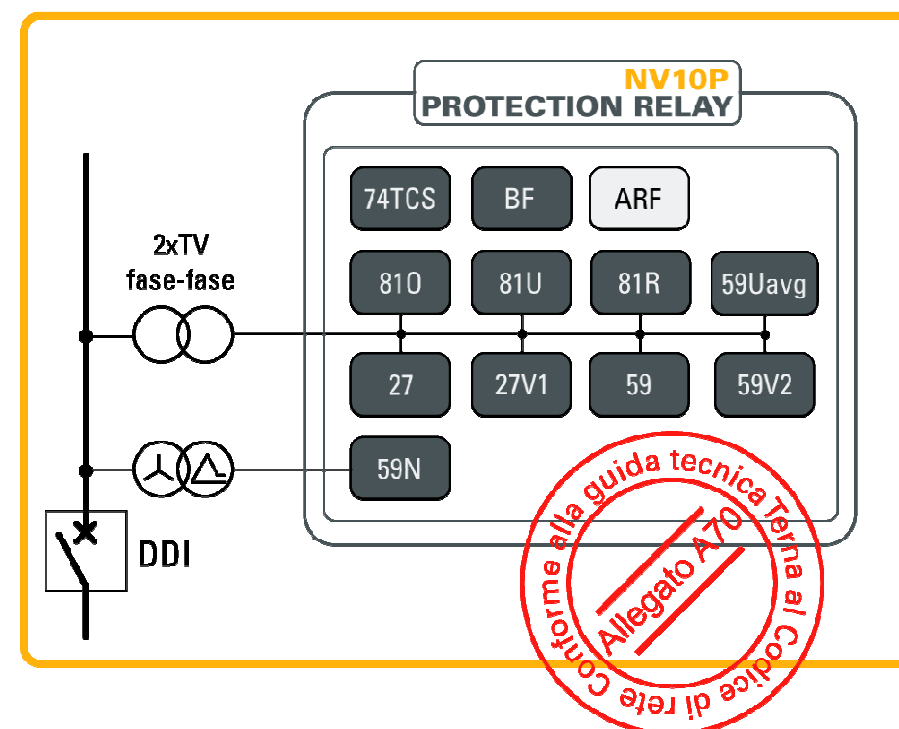 NV10P
PROTECTION RELAY
74TCS
BF
ARF
2xTV
fase-fase
81O
81U
81R
59Uavg
27
27V1
59
59V2
59N
DDI
Conforme alla guida tecnica Terna al Codice di rete
Allegato A70